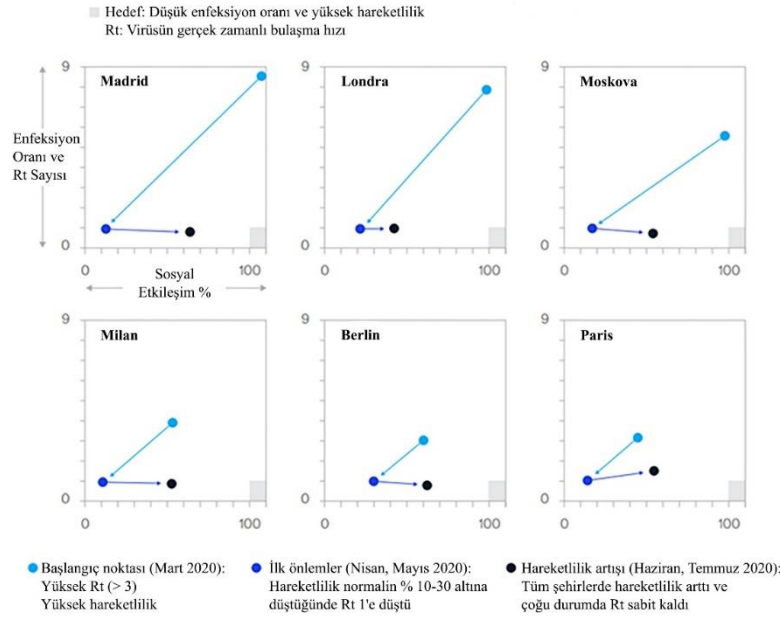 Hedef: Düşük enfeksiyon oranı ve yüksek hareketlilik
Rt: Virüsün gerçek zamanlı bulaşma hızı
9
Madrid
Enfeksiyon
Oranı ve
Rt Sayısı
0
0
Sosyal
Etkileşim %
100
9
Londra
0
0
100
9
Moskova
0
0
100
9
Milan
0
0
100
9
Berlin
0
0
100
9
Paris
0
0
100
Başlangıç noktası (Mart 2020):
Yüksek Rt (> 3)
Yüksek hareketlilik
İlk önlemler (Nisan, Mayıs 2020):
Hareketlilik normalin % 10-30 altına
düştüğünde Rt 1'e düştü
Hareketlilik artışı (Haziran, Temmuz 2020):
Tüm şehirlerde hareketlilik arttı ve
çoğu durumda Rt sabit kaldı